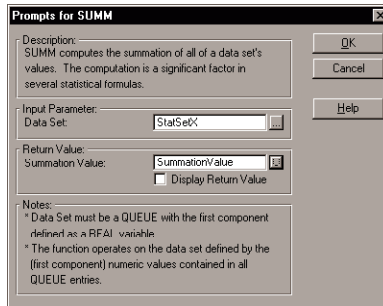 Prompts for SUMM
Description:
SUMM computes the summation of all of a data set's
values. The computation is a significant factor in
several statistical formulas.
OK
Cancel
Help
Input Parameter:
Data Set: StatSetX ...
Return Value:
Summation Value: SummationValue
Display Return Value
Notes:
* Data Set must be a QUEUE with the first component
defined as a REAL variable.
* The function operates on the data set defined by the
(first component) numeric values contained in all
QUEUE entries.